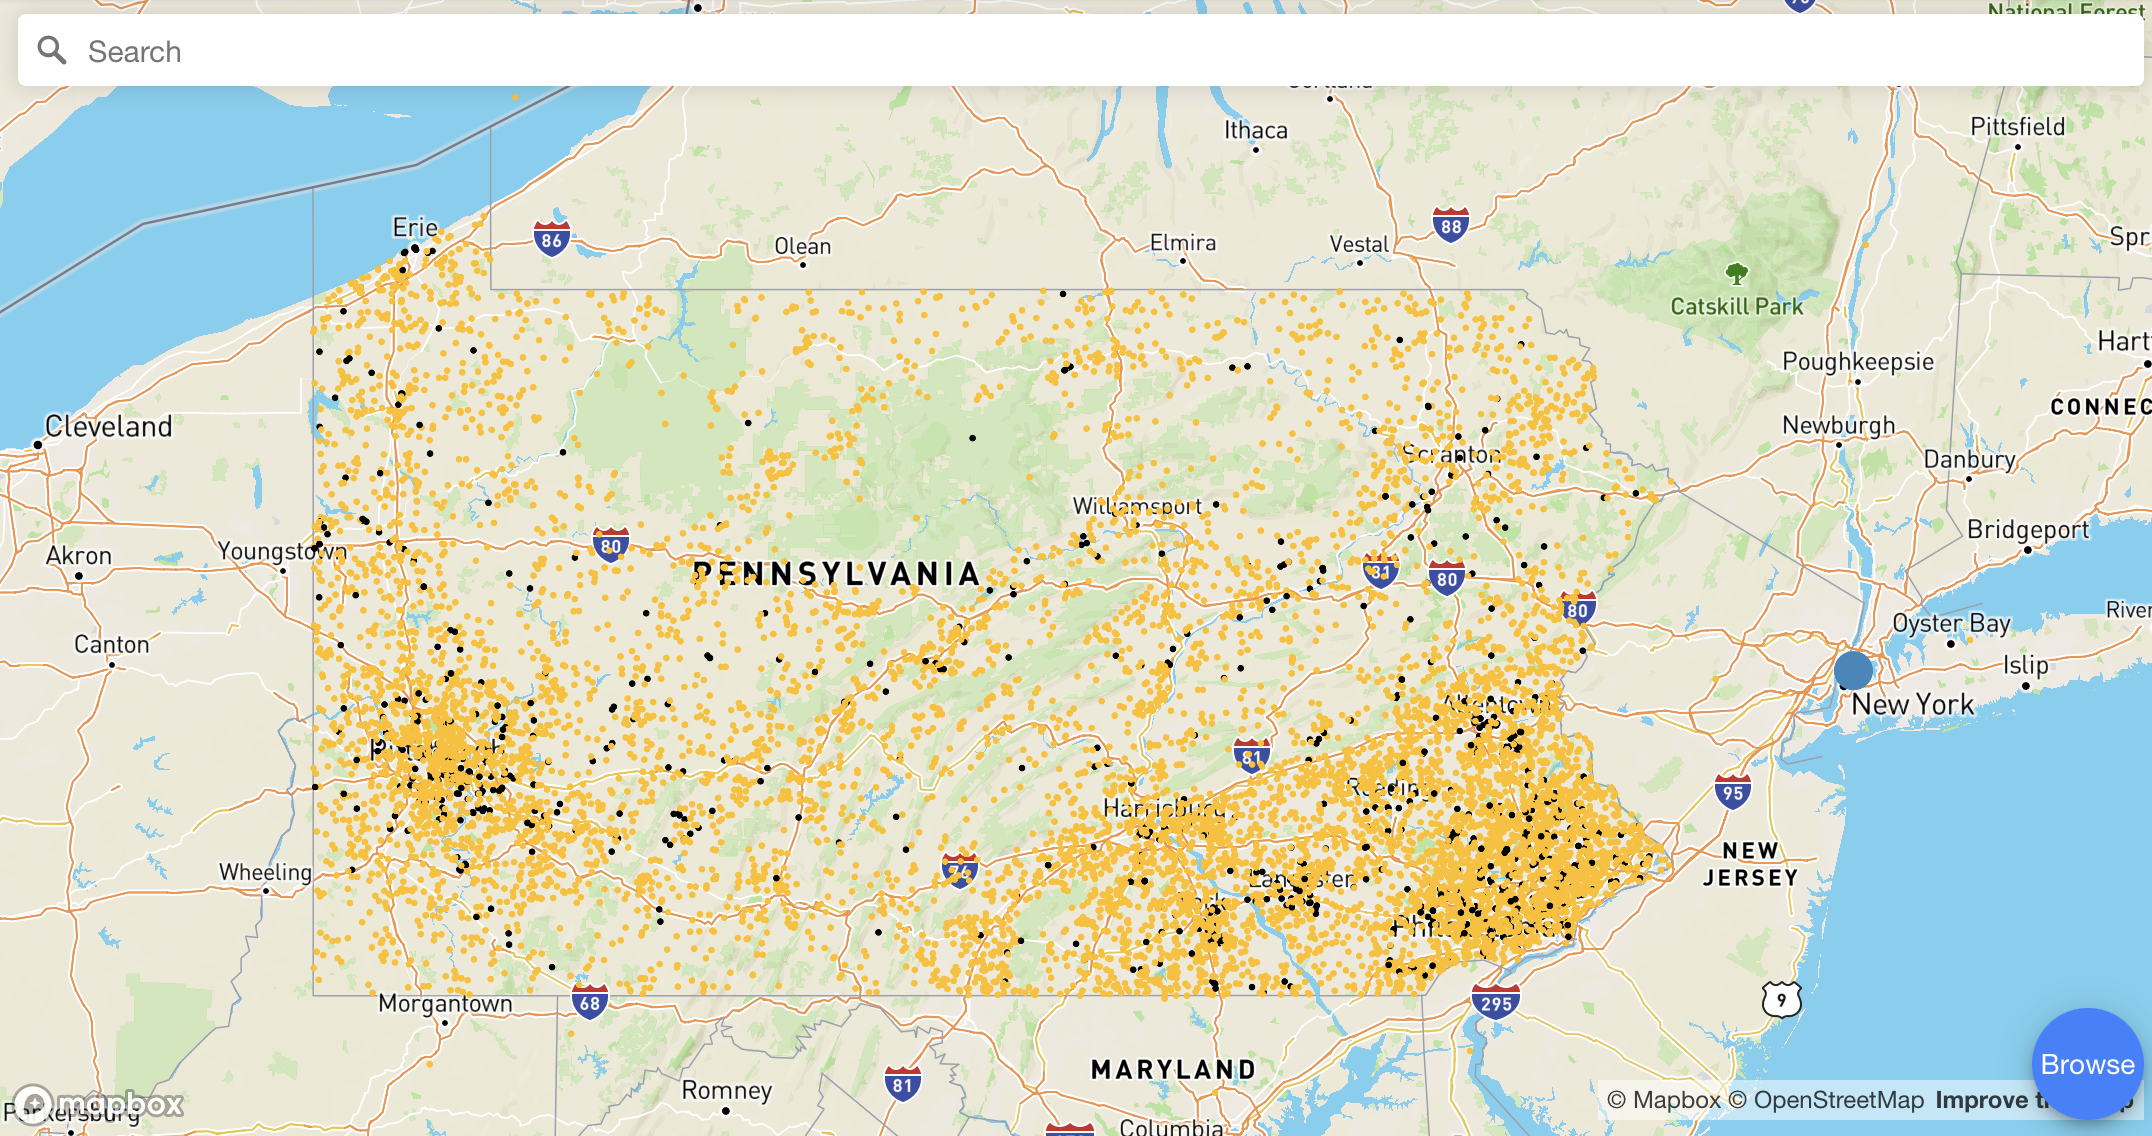 National Forest
Search
Cortland
Ithaca
Pittsfield
Erie
86
Olean
Elmira
Vestal
88
Spr
Catskill Park
Hart
Poughkeepsie
CONNEC
Cleveland
Newburgh
Scranton
Danbury
Williamsport
Bridgeport
Akron
Youngstown
80
PENNSYLVANIA
81
80
80
River
Oyster Bay
Canton
Islip
New York
Allentown
Pittsburgh
81
Reading
95
Harrisburg
NEW
JERSEY
Wheeling
76
Lancaster
York
Philadelphia
Morgantown
68
295
9
MARYLAND
Browse
81
Romney
mapbox
Parkersburg
© Mapbox © OpenStreetMap Improve t
p
Columbia